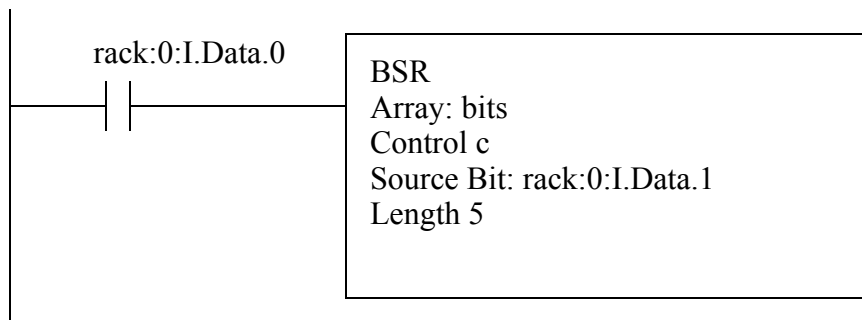 rack:0:I.Data.0
BSR
Array: bits
Control c
Source Bit: rack:0:I.Data.1
Length 5